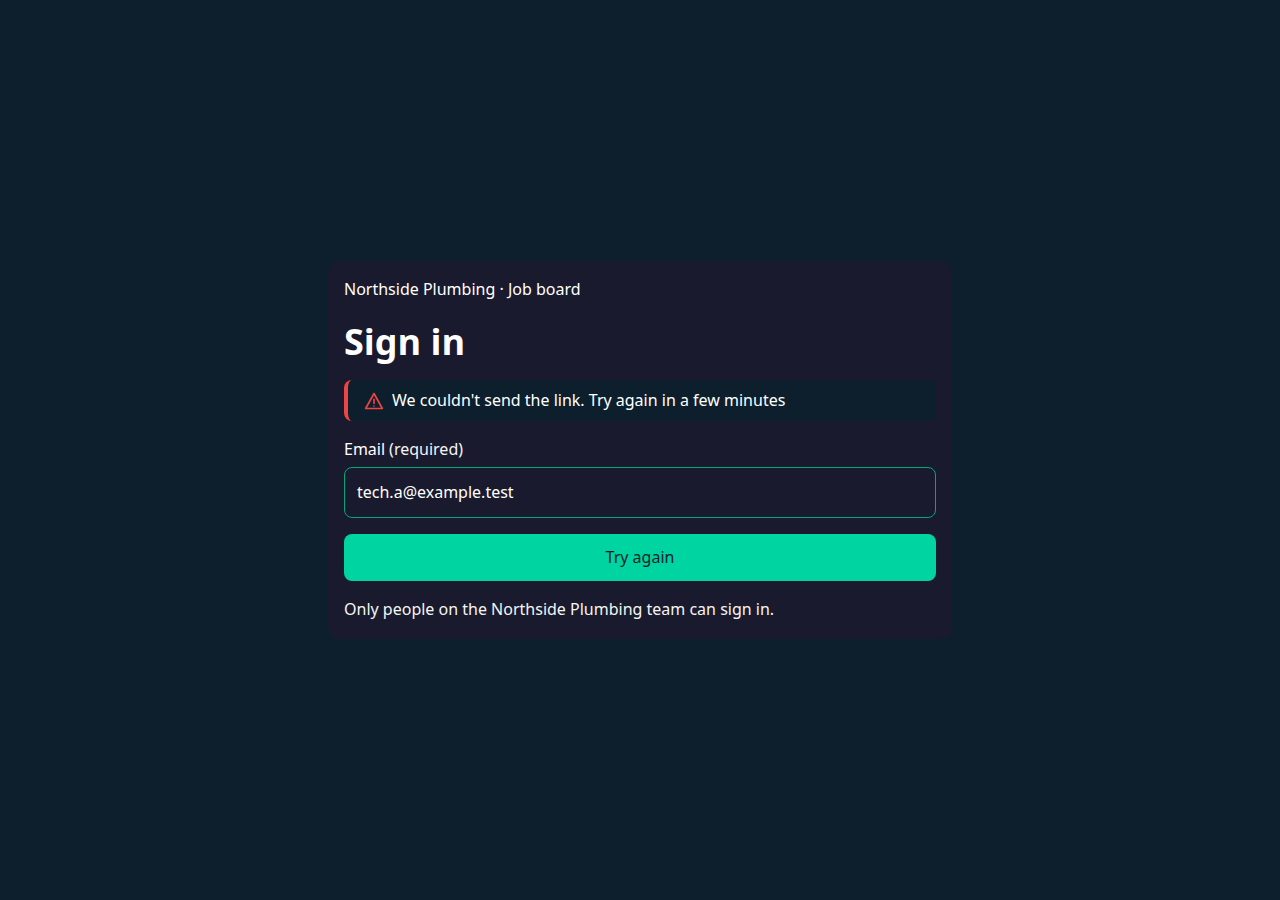 Northside Plumbing · Job board
Sign in
We couldn't send the link. Try again in a few minutes
Email (required)
tech.a@example.test
Try again
Only people on the Northside Plumbing team can sign in.